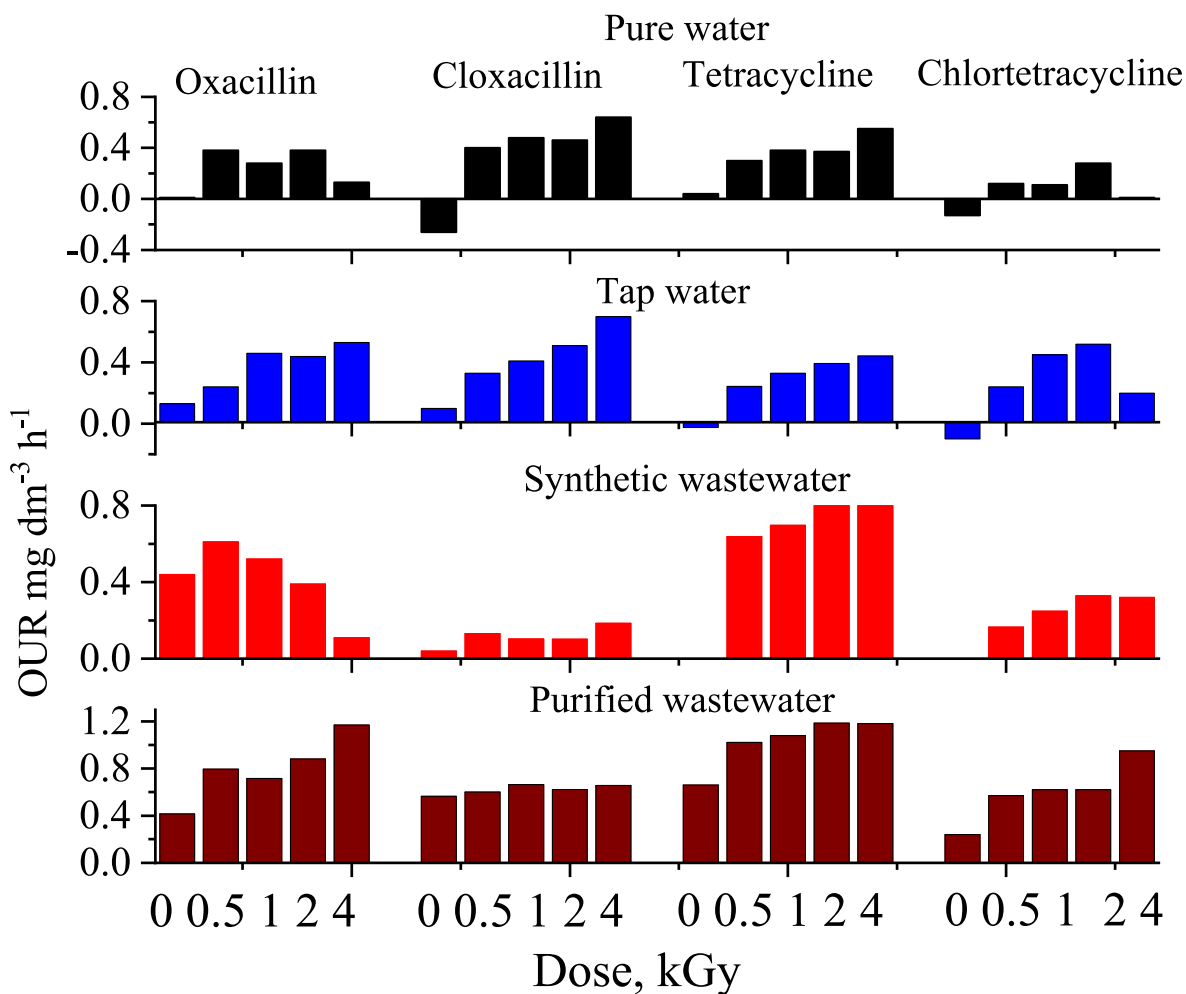 Pure water
Oxacillin Cloxacillin Tetracycline Chlortetracycline
0.8
0.4
0.0
-0.4
Tap water
0.8
0.4
0.0
Synthetic wastewater
0.8
0.4
0.0
Purified wastewater
1.2
0.8
0.4
0.0
OUR mg dm⁻³ h⁻¹
0 0.5 1 2 4 0 0.5 1 2 4 0 0.5 1 2 4 0 0.5 1 2 4
Dose, kGy